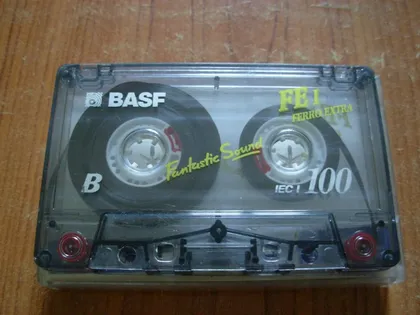 BASF
FE I
FERRO EXTRA
Fantastic Sound
B
IEC I 100